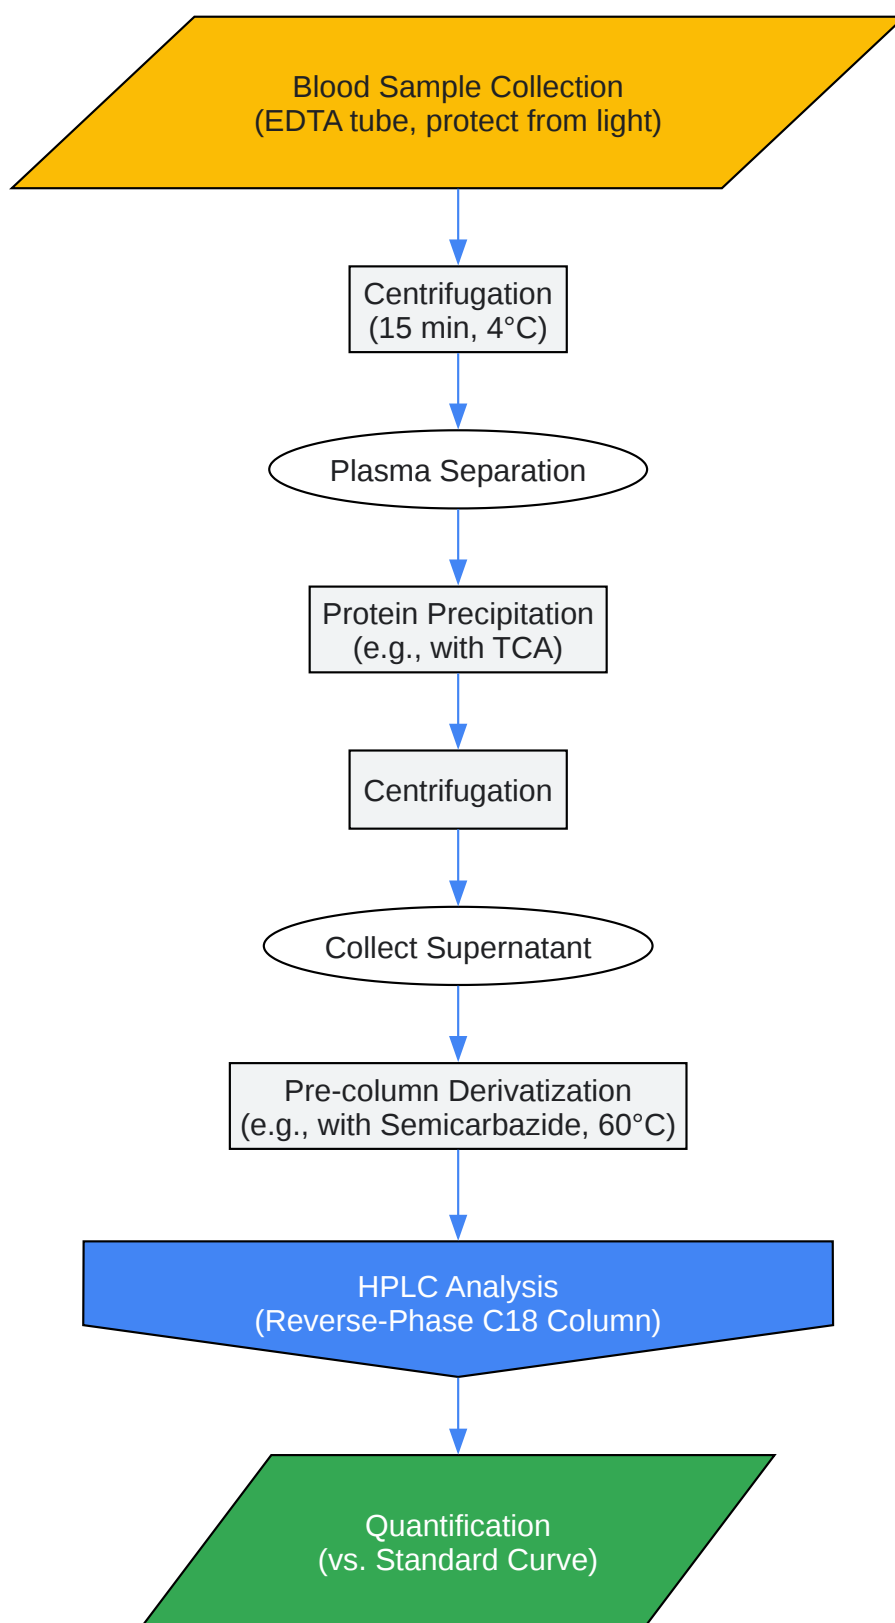 Blood Sample Collection
(EDTA tube, protect from light)
Centrifugation
(15 min, 4°C)
Plasma Separation
Protein Precipitation
(e.g., with TCA)
Centrifugation
Collect Supernatant
Pre-column Derivatization
(e.g., with Semicarbazide, 60°C)
HPLC Analysis
(Reverse-Phase C18 Column)
Quantification
(vs. Standard Curve)